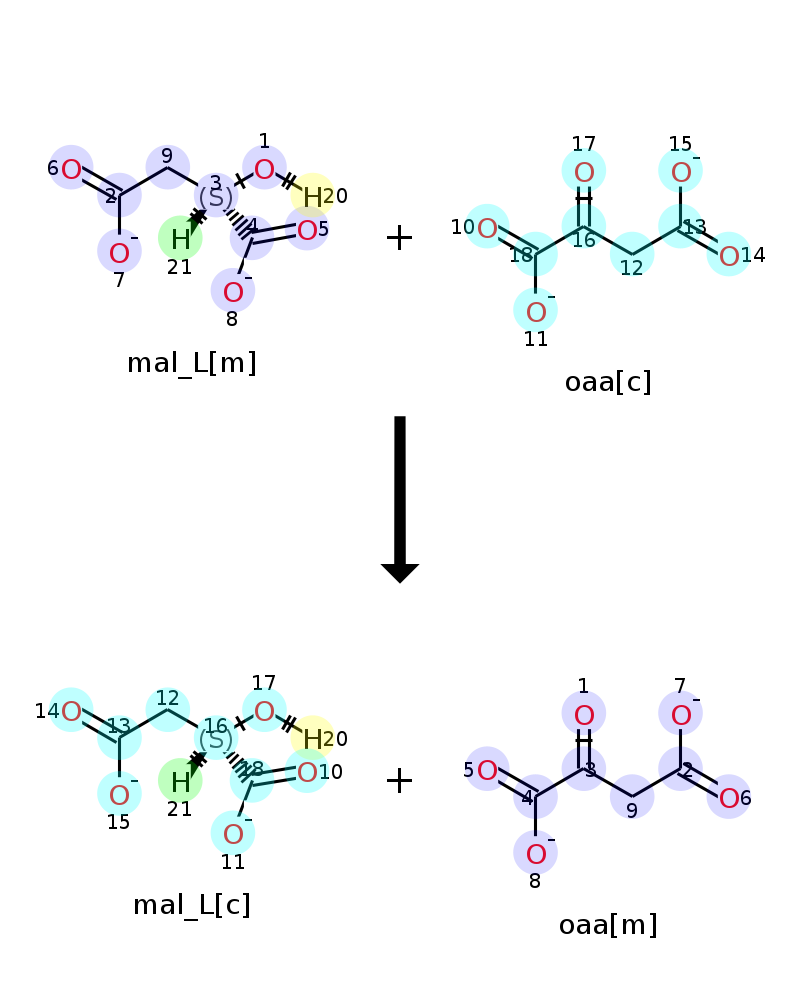 1
15
17
9
6 O O O⁻
3
2 (S) H 20
4 O 5 10 O 16 13
H + 18 12 O 14
O⁻ 21
7 O⁻ O⁻
8 11
mal_L[m] oaa[c]
17 1 7
12
14 O O O O⁻
13 16
(S) H 20
18 O 10 5 O 3 2
H + 4 9 O 6
O⁻ 21
15 O⁻ O⁻
11 8
mal_L[c] oaa[m]